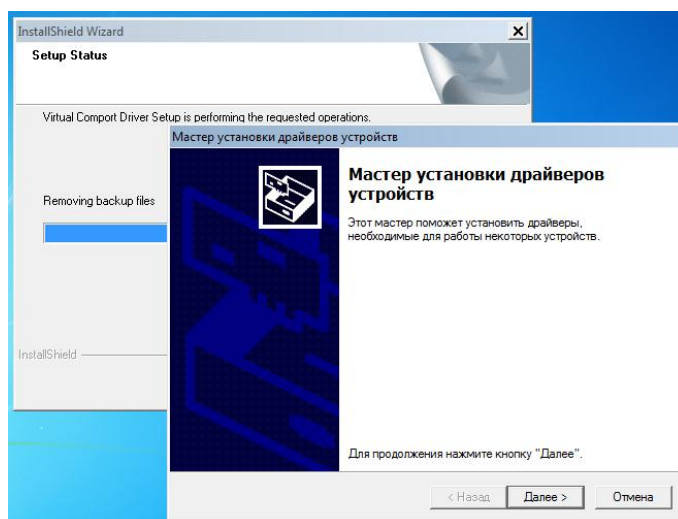 InstallShield Wizard
Setup Status
Virtual Comport Driver Setup is performing the requested operations.
Мастер установки драйверов устройств
Removing backup files
Мастер установки драйверов
устройств
Этот мастер поможет установить драйверы,
необходимые для работы некоторых устройств.
InstallShield
Для продолжения нажмите кнопку "Далее".
< Назад
Далее >
Отмена